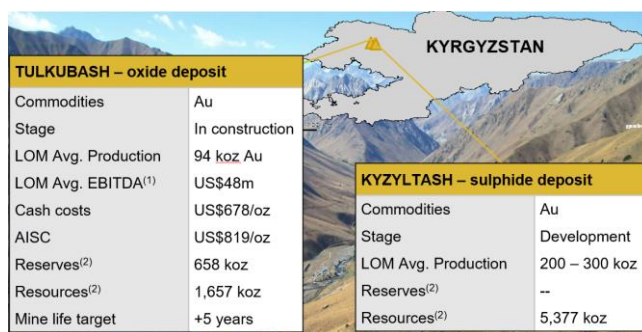 KYRGYZSTAN
TULKUBASH – oxide deposit
Commodities Au
Stage In construction
LOM Avg. Production 94 koz Au
LOM Avg. EBITDA(1) US$48m
Cash costs US$678/oz
AISC US$819/oz
Reserves(2) 658 koz
Resources(2) 1,657 koz
Mine life target +5 years
KYZYLTASH – sulphide deposit
Commodities Au
Stage Development
LOM Avg. Production 200 – 300 koz
Reserves(2) --
Resources(2) 5,377 koz